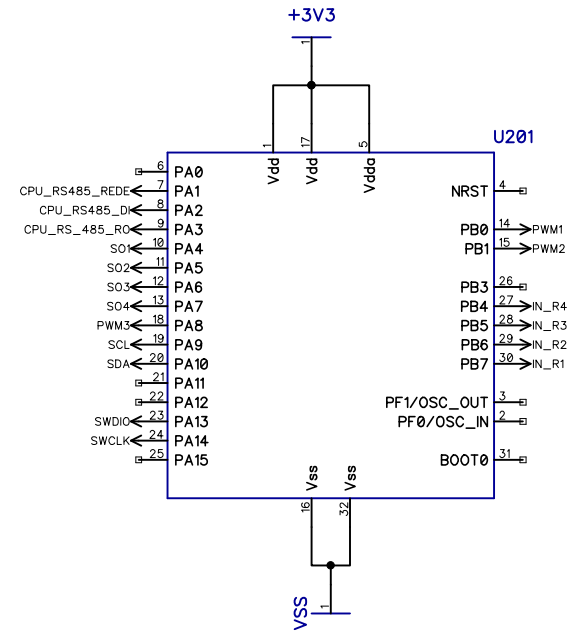 +3V3
1
1 17 5
Vdd Vdd Vdda
U201
6 PA0
CPU_RS485_REDE 7 PA1 NRST 4
CPU_RS485_DI 8 PA2
CPU_RS_485_RO 9 PA3 PB0 14 PWM1
SO1 10 PA4 PB1 15 PWM2
SO2 11 PA5
SO3 12 PA6 PB3 26
SO4 13 PA7 PB4 27 IN_R4
PWM3 18 PA8 PB5 28 IN_R3
SCL 19 PA9 PB6 29 IN_R2
SDA 20 PA10 PB7 30 IN_R1
21 PA11
22 PA12 PF1/OSC_OUT 3
SWDIO 23 PA13 PF0/OSC_IN 2
SWCLK 24 PA14
25 PA15 BOOT0 31
Vss Vss
16 32
1
VSS